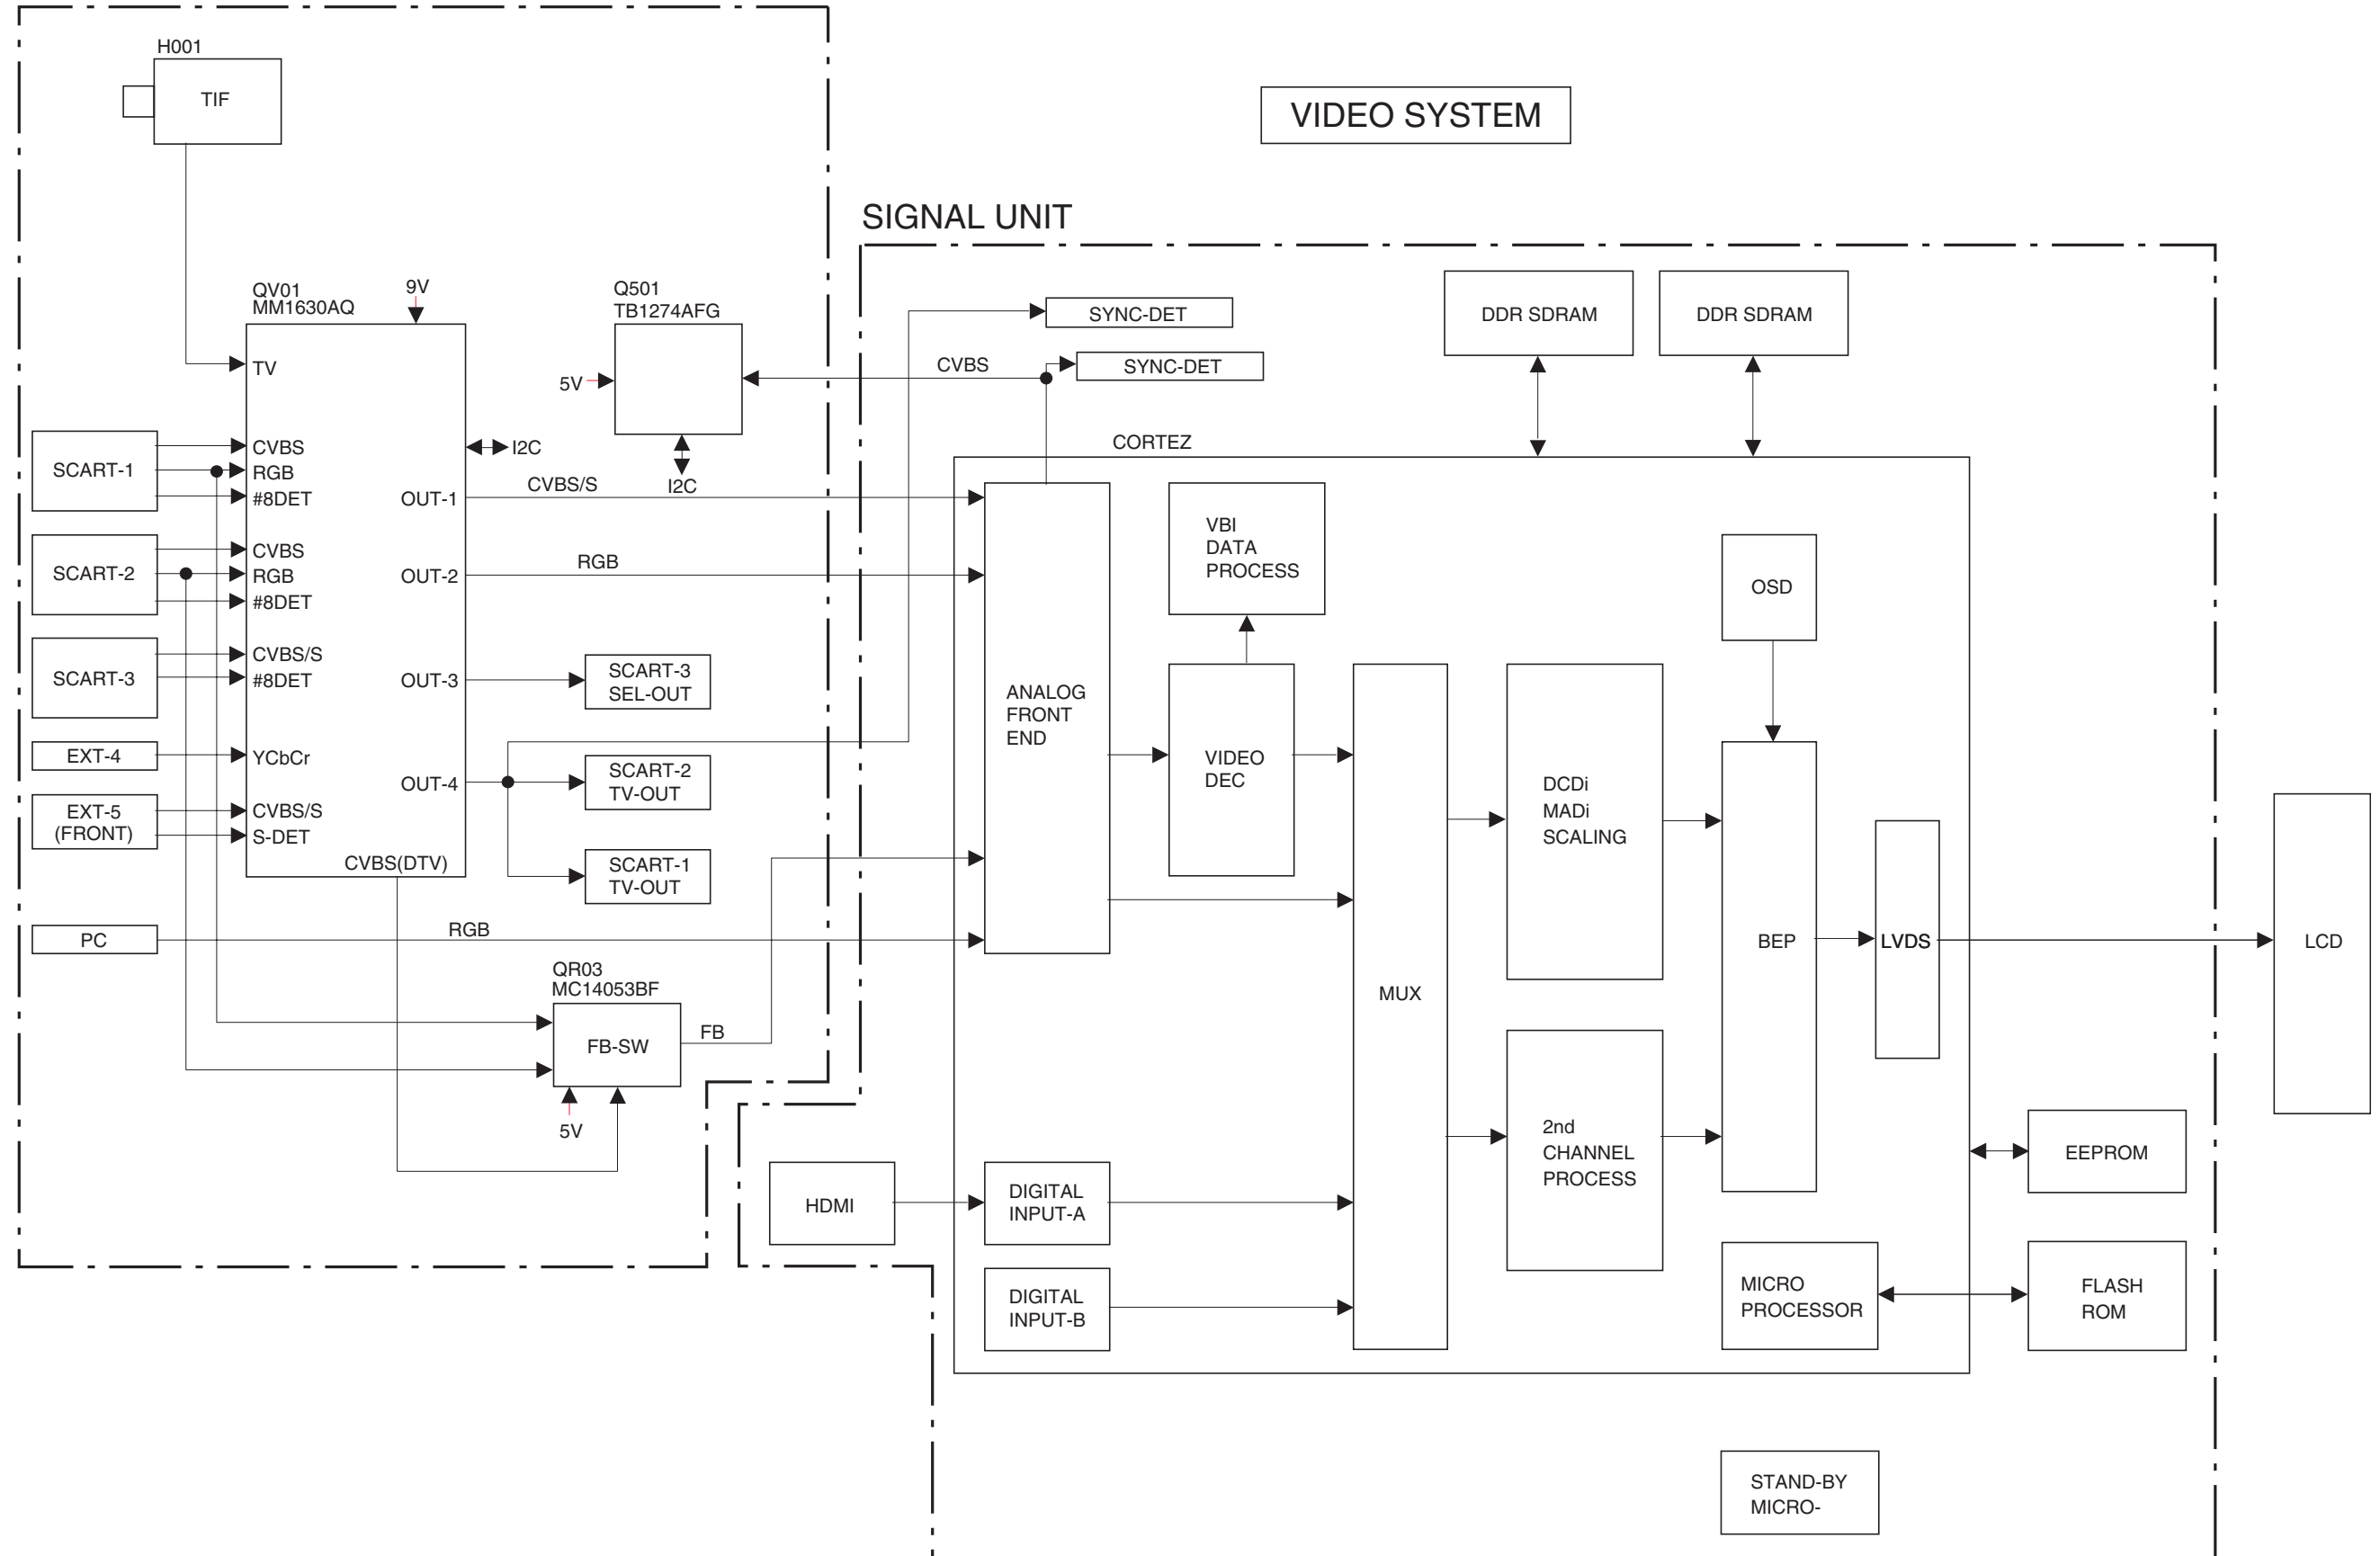 H001
TIF
VIDEO SYSTEM
SIGNAL UNIT
QV01
MM1630AQ
9V
Q501
TB1274AFG
5V
I2C
TV
SCART-1
CVBS
RGB
#8DET
SCART-2
CVBS
RGB
#8DET
SCART-3
CVBS/S
#8DET
EXT-4
YCbCr
EXT-5
(FRONT)
CVBS/S
S-DET
CVBS(DTV)
I2C
OUT-1
CVBS/S
OUT-2
RGB
OUT-3
SCART-3
SEL-OUT
OUT-4
SCART-2
TV-OUT
SCART-1
TV-OUT
PC
RGB
QR03
MC14053BF
FB-SW
FB
5V
SYNC-DET
CVBS
SYNC-DET
DDR SDRAM
DDR SDRAM
CORTEZ
ANALOG
FRONT
END
VBI
DATA
PROCESS
VIDEO
DEC
MUX
DCDi
MADi
SCALING
2nd
CHANNEL
PROCESS
OSD
BEP
LVDS
LCD
HDMI
DIGITAL
INPUT-A
DIGITAL
INPUT-B
MICRO
PROCESSOR
EEPROM
FLASH
ROM
STAND-BY
MICRO-